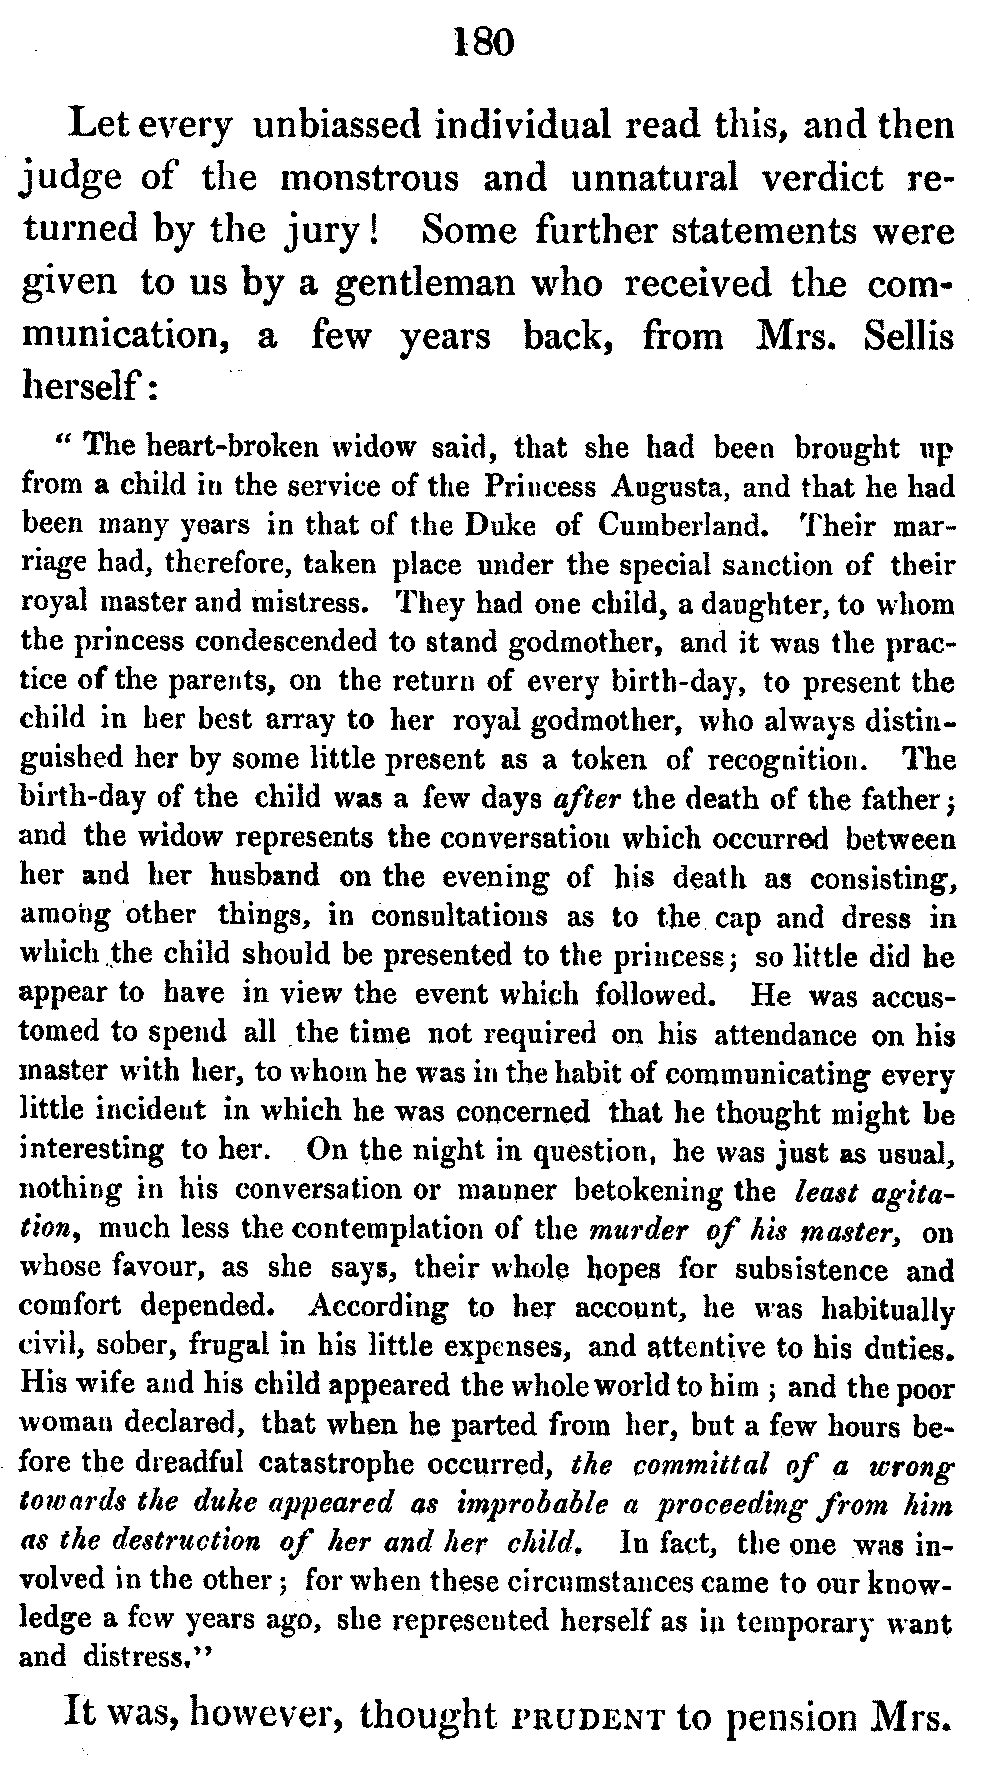 180
Let every unbiassed individual read this, and then
judge of the monstrous and unnatural verdict re-
turned by the jury! Some further statements were
given to us by a gentleman who received the com-
munication, a few years back, from Mrs. Sellis
herself:
“ The heart-broken widow said, that she had been brought up
from a child in the service of the Princess Augusta, and that he had
been many years in that of the Duke of Cumberland. Their mar-
riage had, therefore, taken place under the special sanction of their
royal master and mistress. They had one child, a daughter, to whom
the princess condescended to stand godmother, and it was the prac-
tice of the parents, on the return of every birth-day, to present the
child in her best array to her royal godmother, who always distin-
guished her by some little present as a token of recognition. The
birth-day of the child was a few days after the death of the father;
and the widow represents the conversation which occurred between
her and her husband on the evening of his death as consisting,
among other things, in consultations as to the cap and dress in
which the child should be presented to the princess; so little did he
appear to have in view the event which followed. He was accus-
tomed to spend all the time not required on his attendance on his
master with her, to whom he was in the habit of communicating every
little incident in which he was concerned that he thought might be
interesting to her. On the night in question, he was just as usual,
nothing in his conversation or manner betokening the least agita-
tion, much less the contemplation of the murder of his master, on
whose favour, as she says, their whole hopes for subsistence and
comfort depended. According to her account, he was habitually
civil, sober, frugal in his little expenses, and attentive to his duties.
His wife and his child appeared the whole world to him ; and the poor
woman declared, that when he parted from her, but a few hours be-
fore the dreadful catastrophe occurred, the committal of a wrong
towards the duke appeared as improbable a proceeding from him
as the destruction of her and her child. In fact, the one was in-
volved in the other ; for when these circumstances came to our know-
ledge a few years ago, she represented herself as in temporary want
and distress.”
It was, however, thought PRUDENT to pension Mrs.